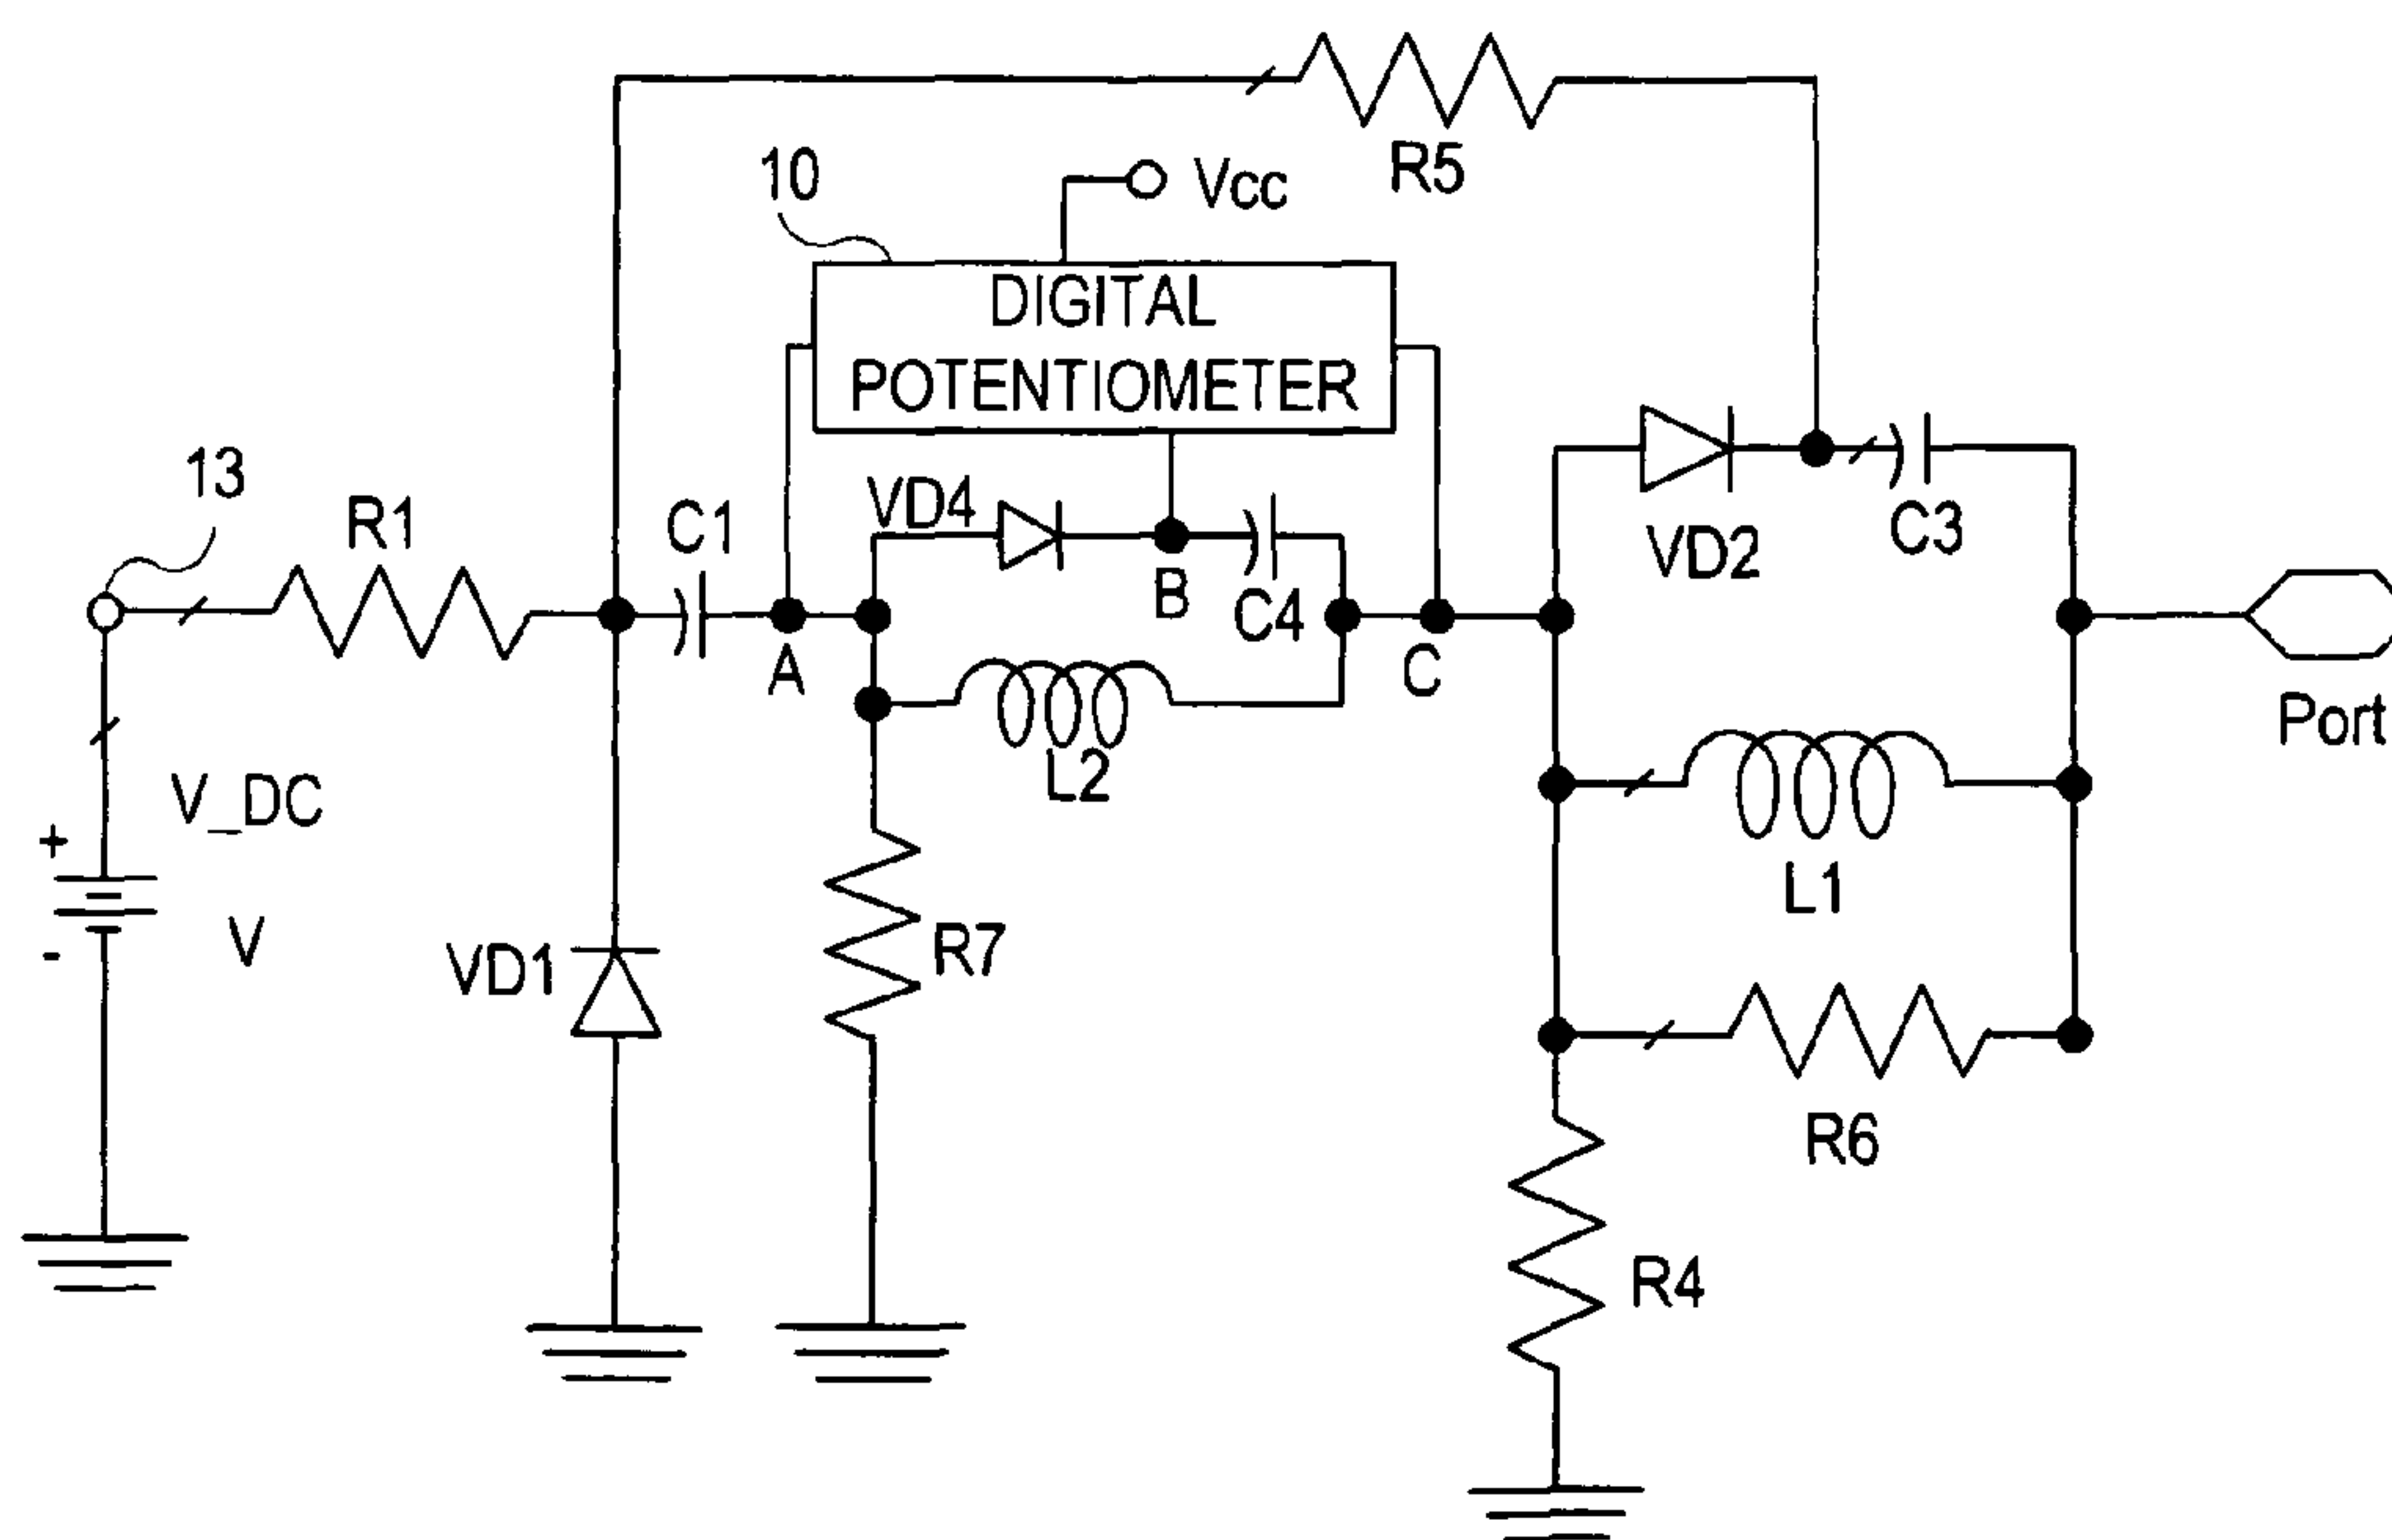 R5
10
Vcc
DIGITAL
POTENTIOMETER
13
R1
C1
VD4
B
C4
VD2
C3
A
C
Port
L2
L1
V_DC
+
V
-
VD1
R7
R6
R4